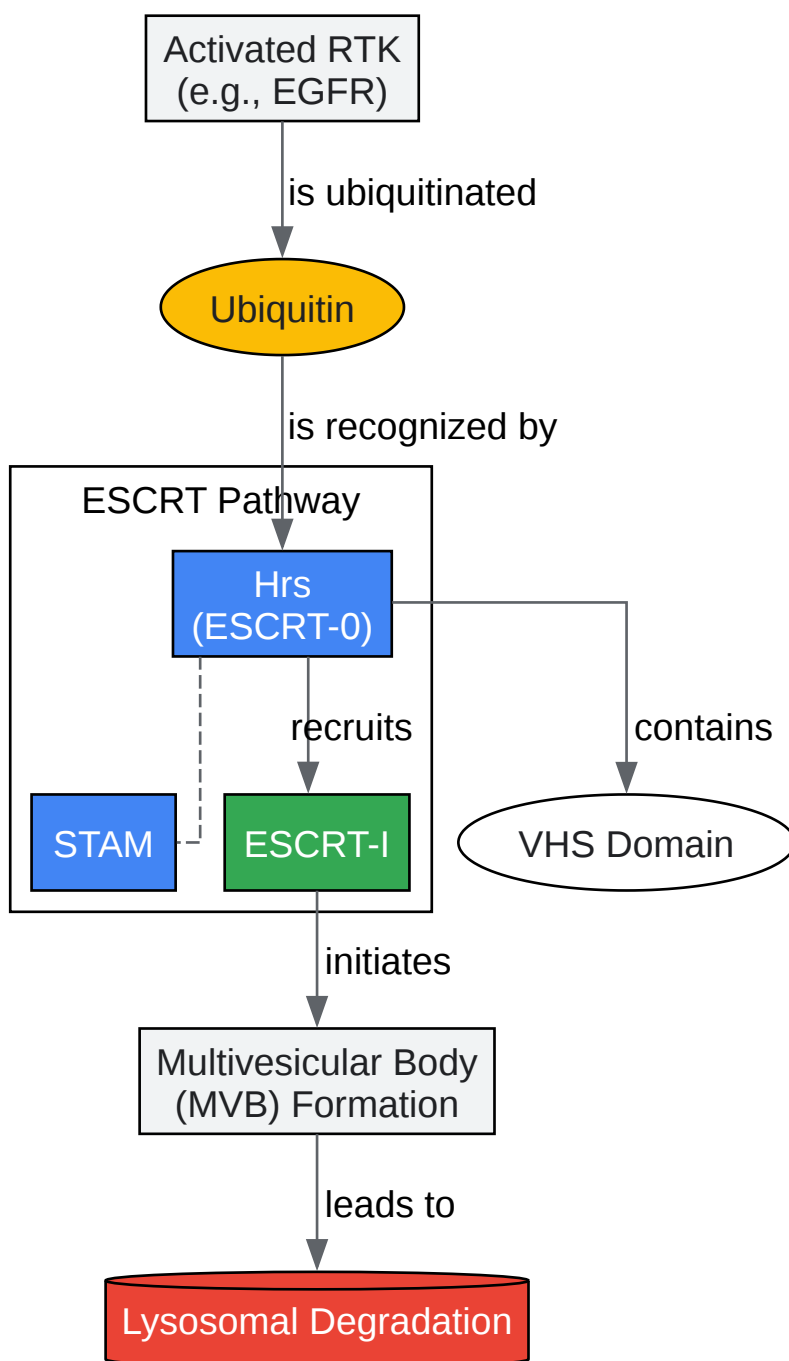 Activated RTK
(e.g., EGFR)
is ubiquitinated
Ubiquitin
is recognized by
ESCRT Pathway
Hrs
(ESCRT-0)
recruits
contains
STAM
ESCRT-I
VHS Domain
initiates
Multivesicular Body
(MVB) Formation
leads to
Lysosomal Degradation